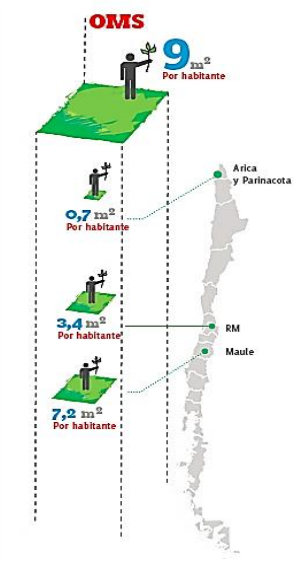 OMS
9 m²
Por habitante
Arica
y Parinacota
0,7 m²
Por habitante
3,4 m²
Por habitante
RM
Maule
7,2 m²
Por habitante